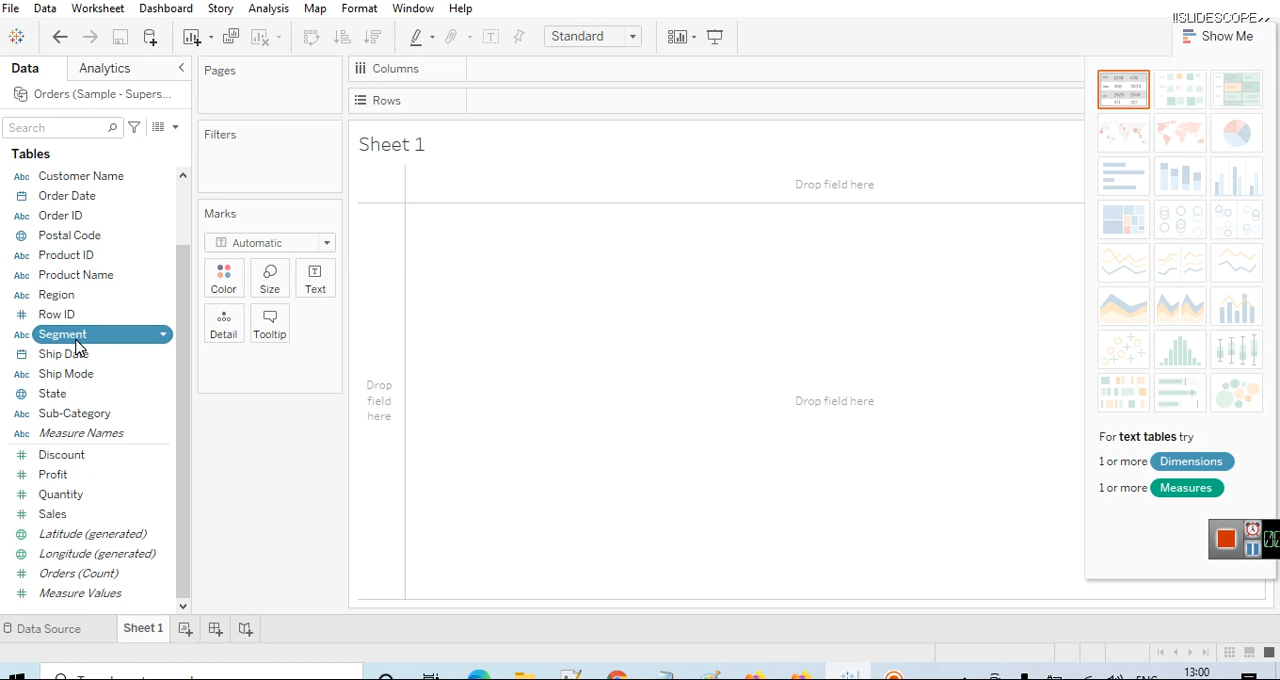 File Data Worksheet Dashboard Story Analysis Map Format Window Help
SLIDESCOPE
Standard
Show Me
Data Analytics
Pages
Columns
Orders (Sample - Supers...
Rows
Search
Filters
Sheet 1
Tables
Customer Name
Order Date
Order ID
Postal Code
Product ID
Product Name
Region
Row ID
Segment
Ship Date
Ship Mode
State
Sub-Category
Measure Names
Discount
Profit
Quantity
Sales
Latitude (generated)
Longitude (generated)
Orders (Count)
Measure Values
Marks
Automatic
Color Size Text
Detail Tooltip
Drop field here
Drop
field
here
Drop field here
For text tables try
1 or more Dimensions
1 or more Measures
Data Source Sheet 1
13:00